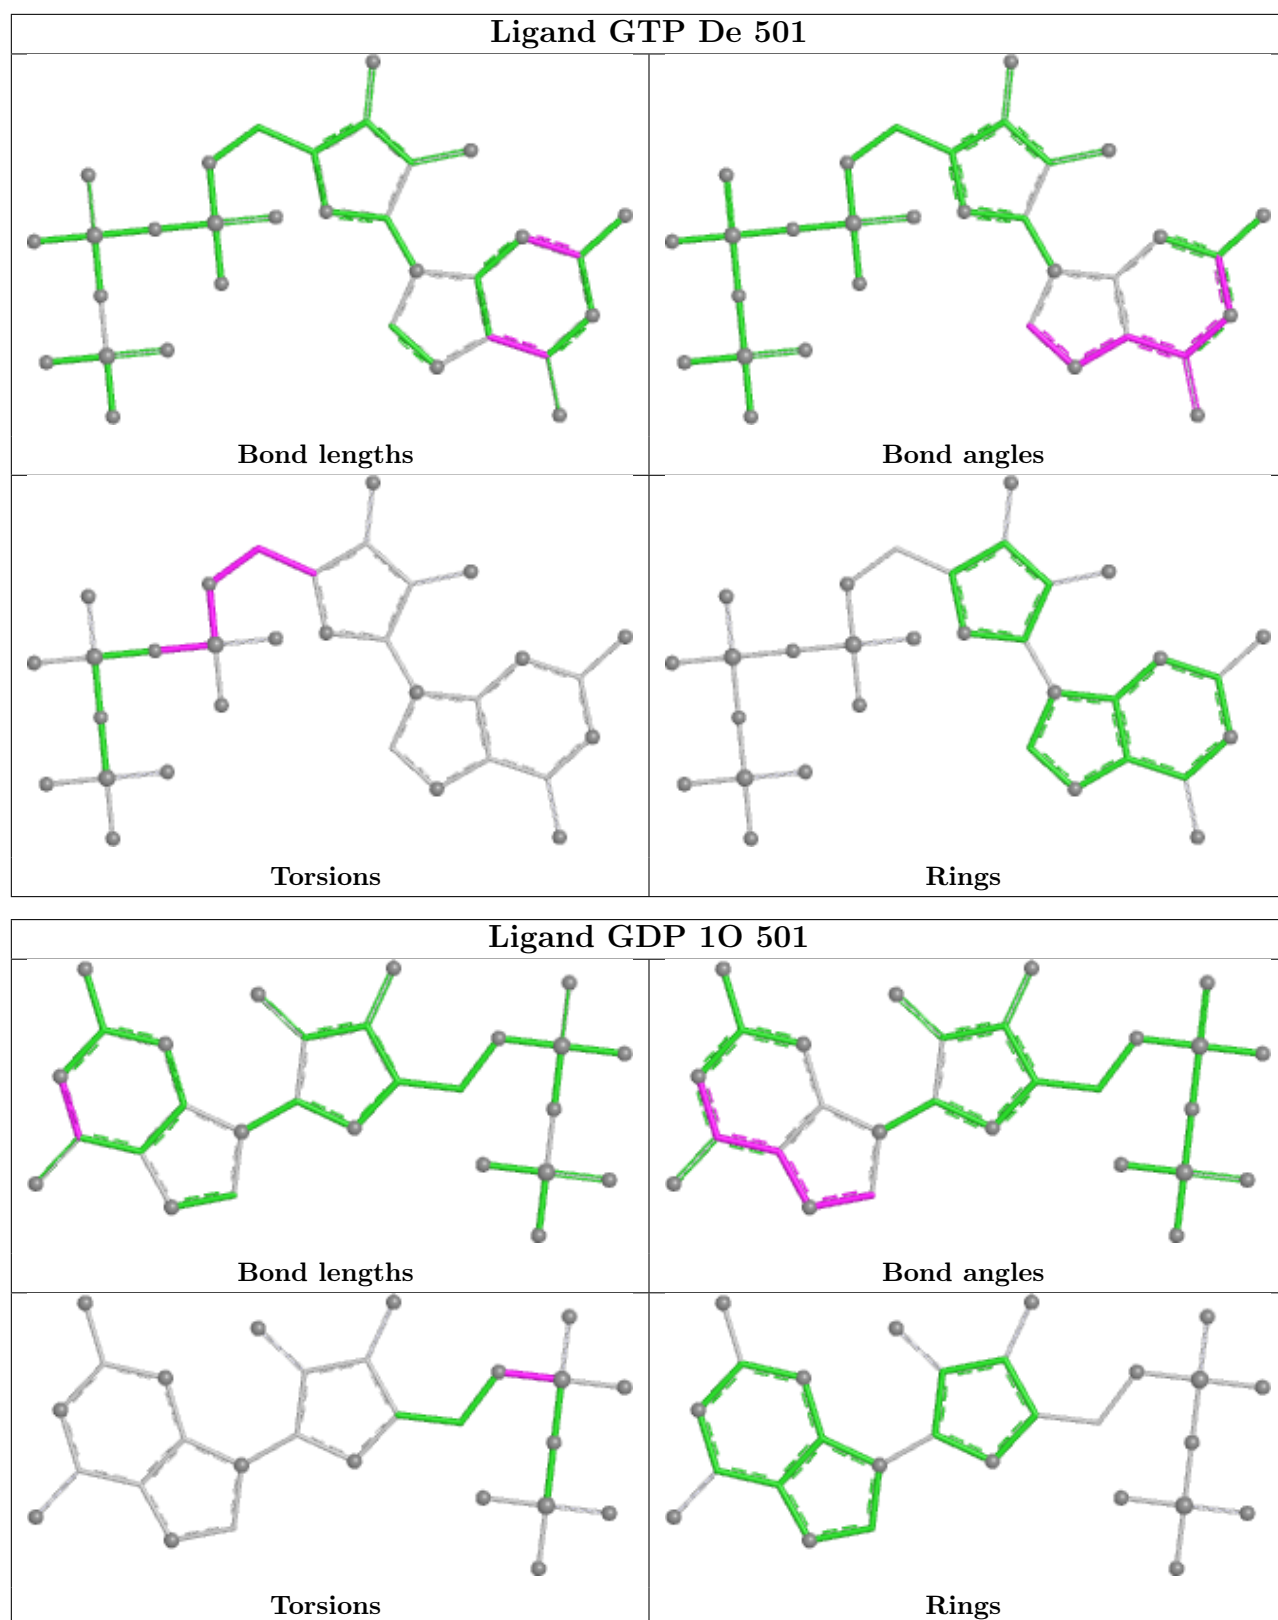 Ligand GTP De 501
Bond lengths
Bond angles
Torsions
Rings
Ligand GDP 1O 501
Bond lengths
Bond angles
Torsions
Rings